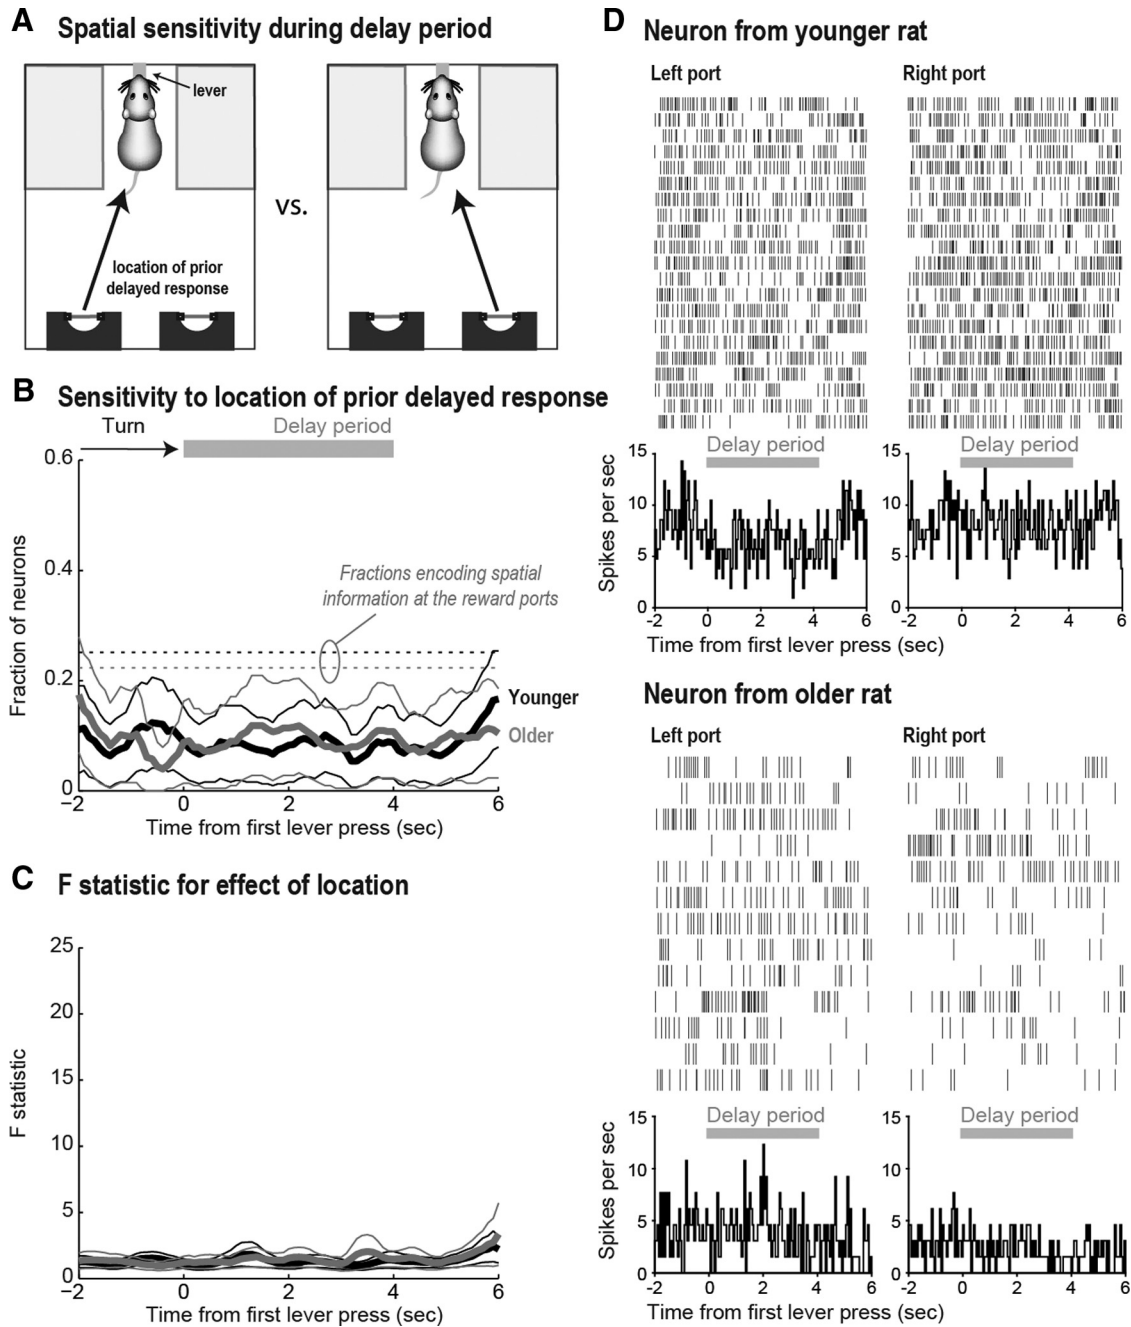 A Spatial sensitivity during delay period
lever
vs.
location of prior
delayed response
B Sensitivity to location of prior delayed response
Turn
Delay period
0.6
0.4
0.2
0
Fraction of neurons
Fractions encoding spatial
information at the reward ports
Younger
Older
−2 0 2 4 6
Time from first lever press (sec)
C F statistic for effect of location
25
20
15
10
5
0
F statistic
−2 0 2 4 6
Time from first lever press (sec)
D Neuron from younger rat
Left port Right port
Delay period Delay period
15 15
10 10
5 5
0 0
Spikes per sec
-2 0 2 4 6 -2 0 2 4 6
Time from first lever press (sec)
Neuron from older rat
Left port Right port
Delay period Delay period
15 15
10 10
5 5
0 0
Spikes per sec
-2 0 2 4 6 -2 0 2 4 6
Time from first lever press (sec)